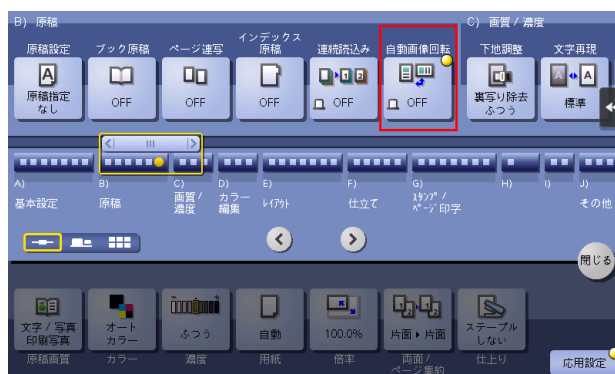 B) 原稿
C) 画質 / 濃度
原稿設定
ブック原稿
ページ連写
インデックス
原稿
連続読込み
自動画像回転
下地調整
文字再現
A
A
A
原稿指定
なし
OFF
OFF
OFF
OFF
OFF
裏写り除去
ふつう
標準
A)
基本設定
B)
原稿
C)
画質 /
濃度
D)
カラー
編集
E)
レイアウト
F)
仕立て
G)
スタンプ /
ページ印字
H)
I)
J)
その他
閉じる
文字 / 写真
印刷写真
オート
カラー
ふつう
自動
100.0%
片面 ▸ 片面
ステープル
しない
原稿画質
カラー
濃度
用紙
倍率
両面 /
ページ集約
仕上り
応用設定